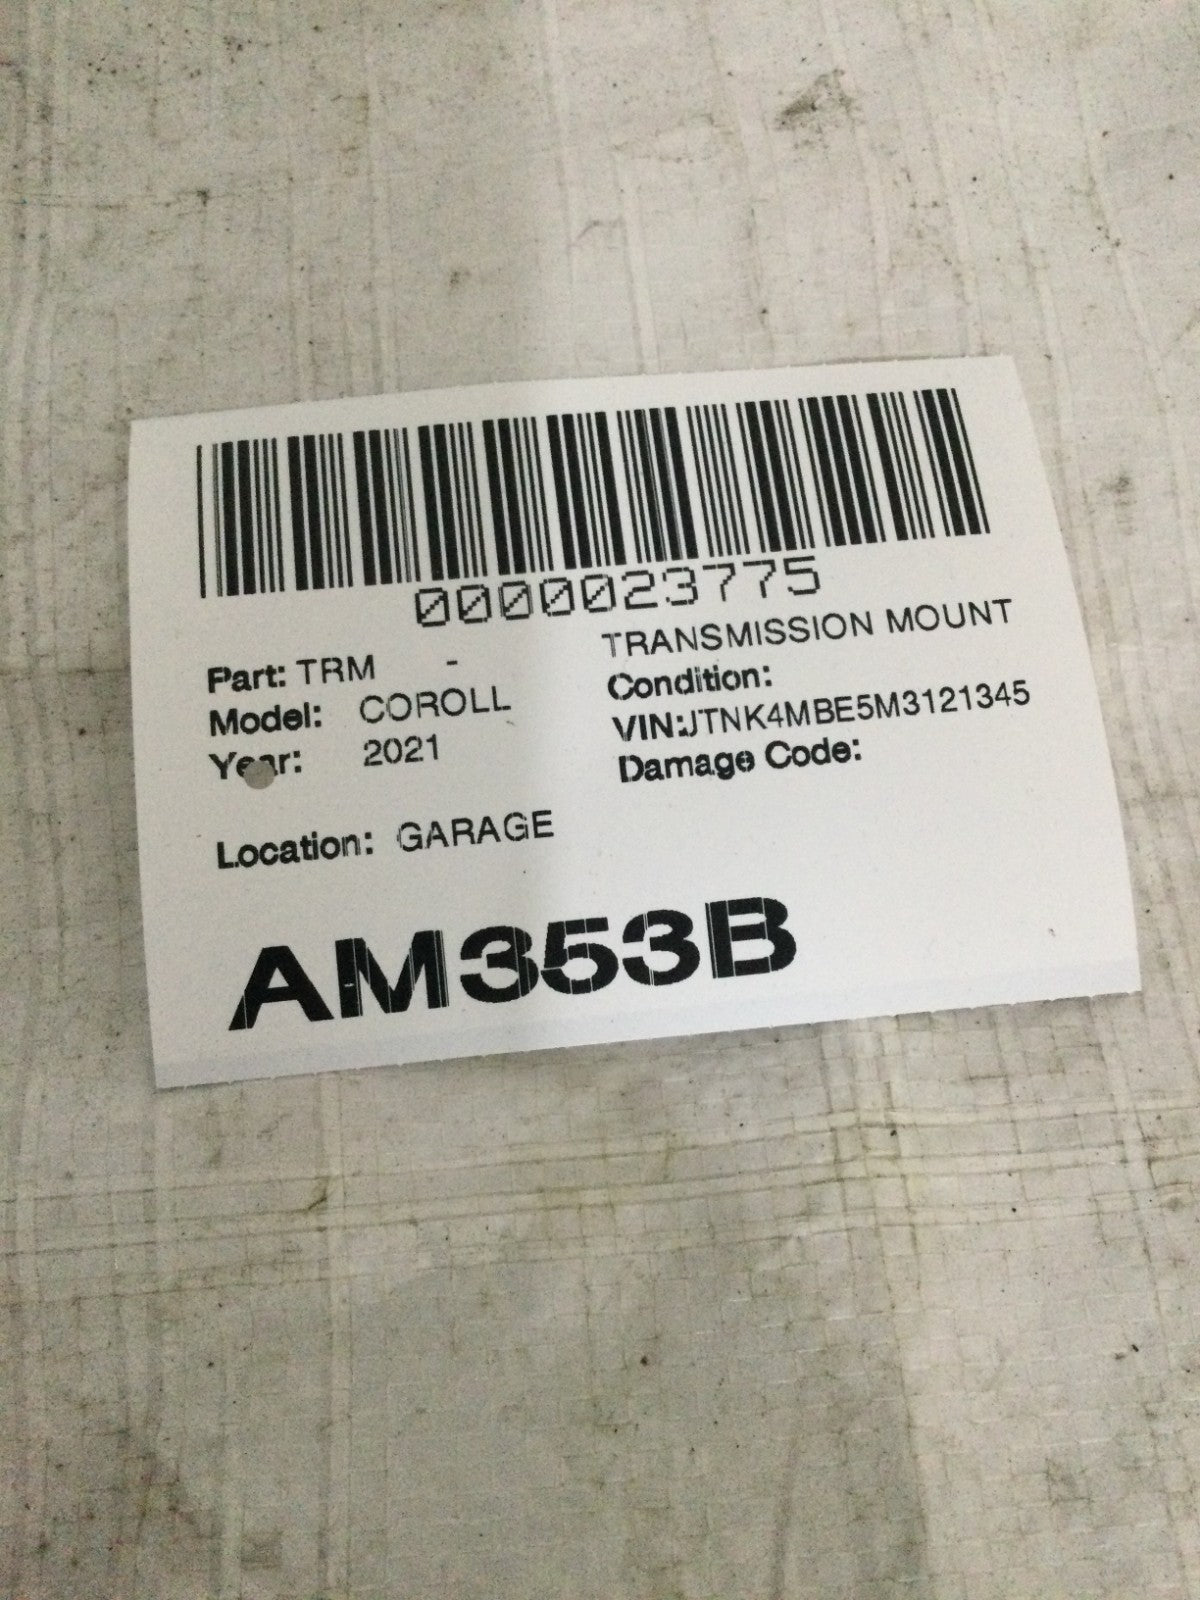 0000023775
Part: TRM - TRANSMISSION MOUNT
Model: COROLL Condition:
Year: 2021 VIN:JTNK4MBE5M3121345
Damage Code:
Location: GARAGE
AM353B